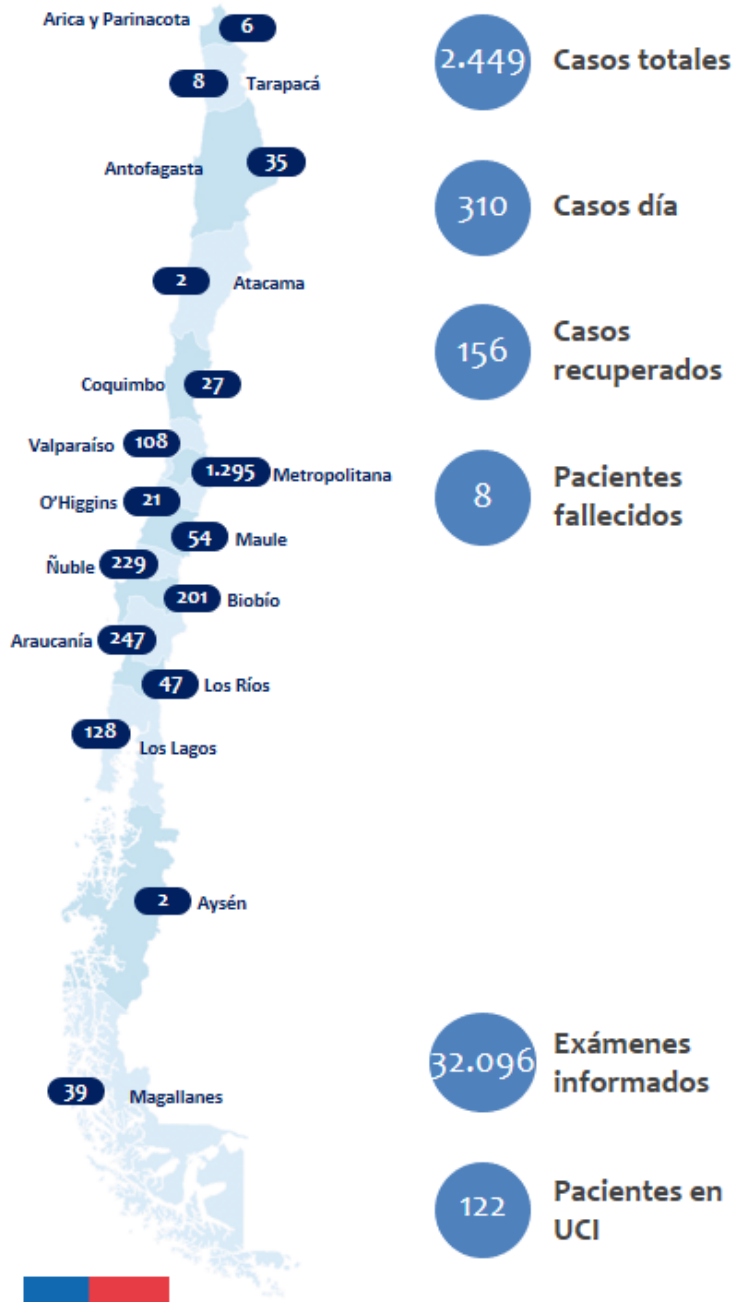 Arica y Parinacota
6
8
Tarapacá
Antofagasta
35
2
Atacama
Coquimbo
27
Valparaíso
108
1.295
Metropolitana
O'Higgins
21
54
Maule
Ñuble
229
201
Biobío
Araucanía
247
47
Los Ríos
128
Los Lagos
2
Aysén
39
Magallanes
2.449
Casos totales
310
Casos día
156
Casos
recuperados
8
Pacientes
fallecidos
32.096
Exámenes
informados
122
Pacientes en
UCI